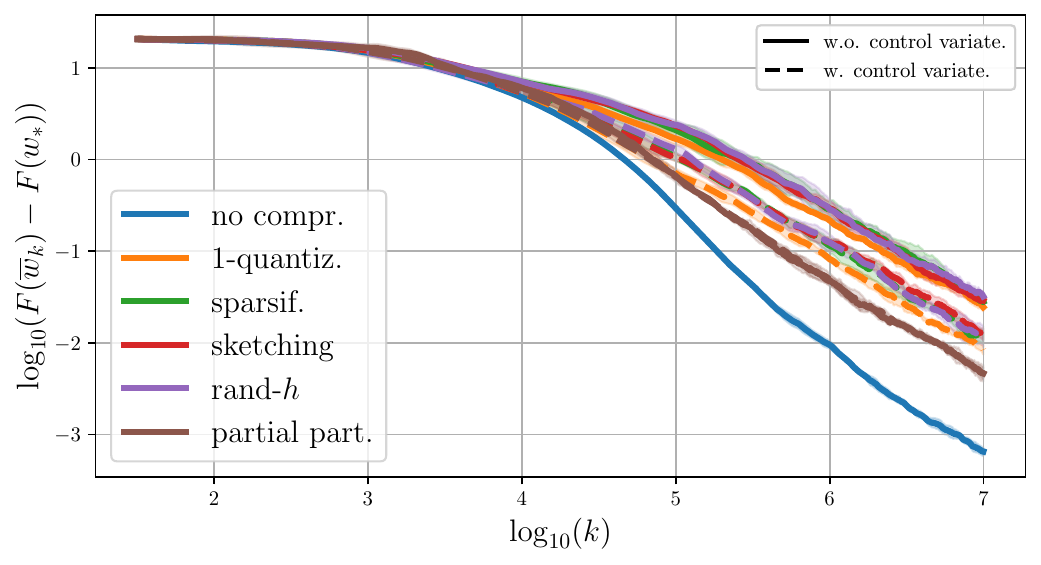 w.o. control variate.
w. control variate.
no compr.
1-quantiz.
sparsif.
sketching
rand-h
partial part.
1
0
−1
−2
−3
2 3 4 5 6 7
log₁₀(k)
log₁₀(F(w̅ₖ) − F(w∗))